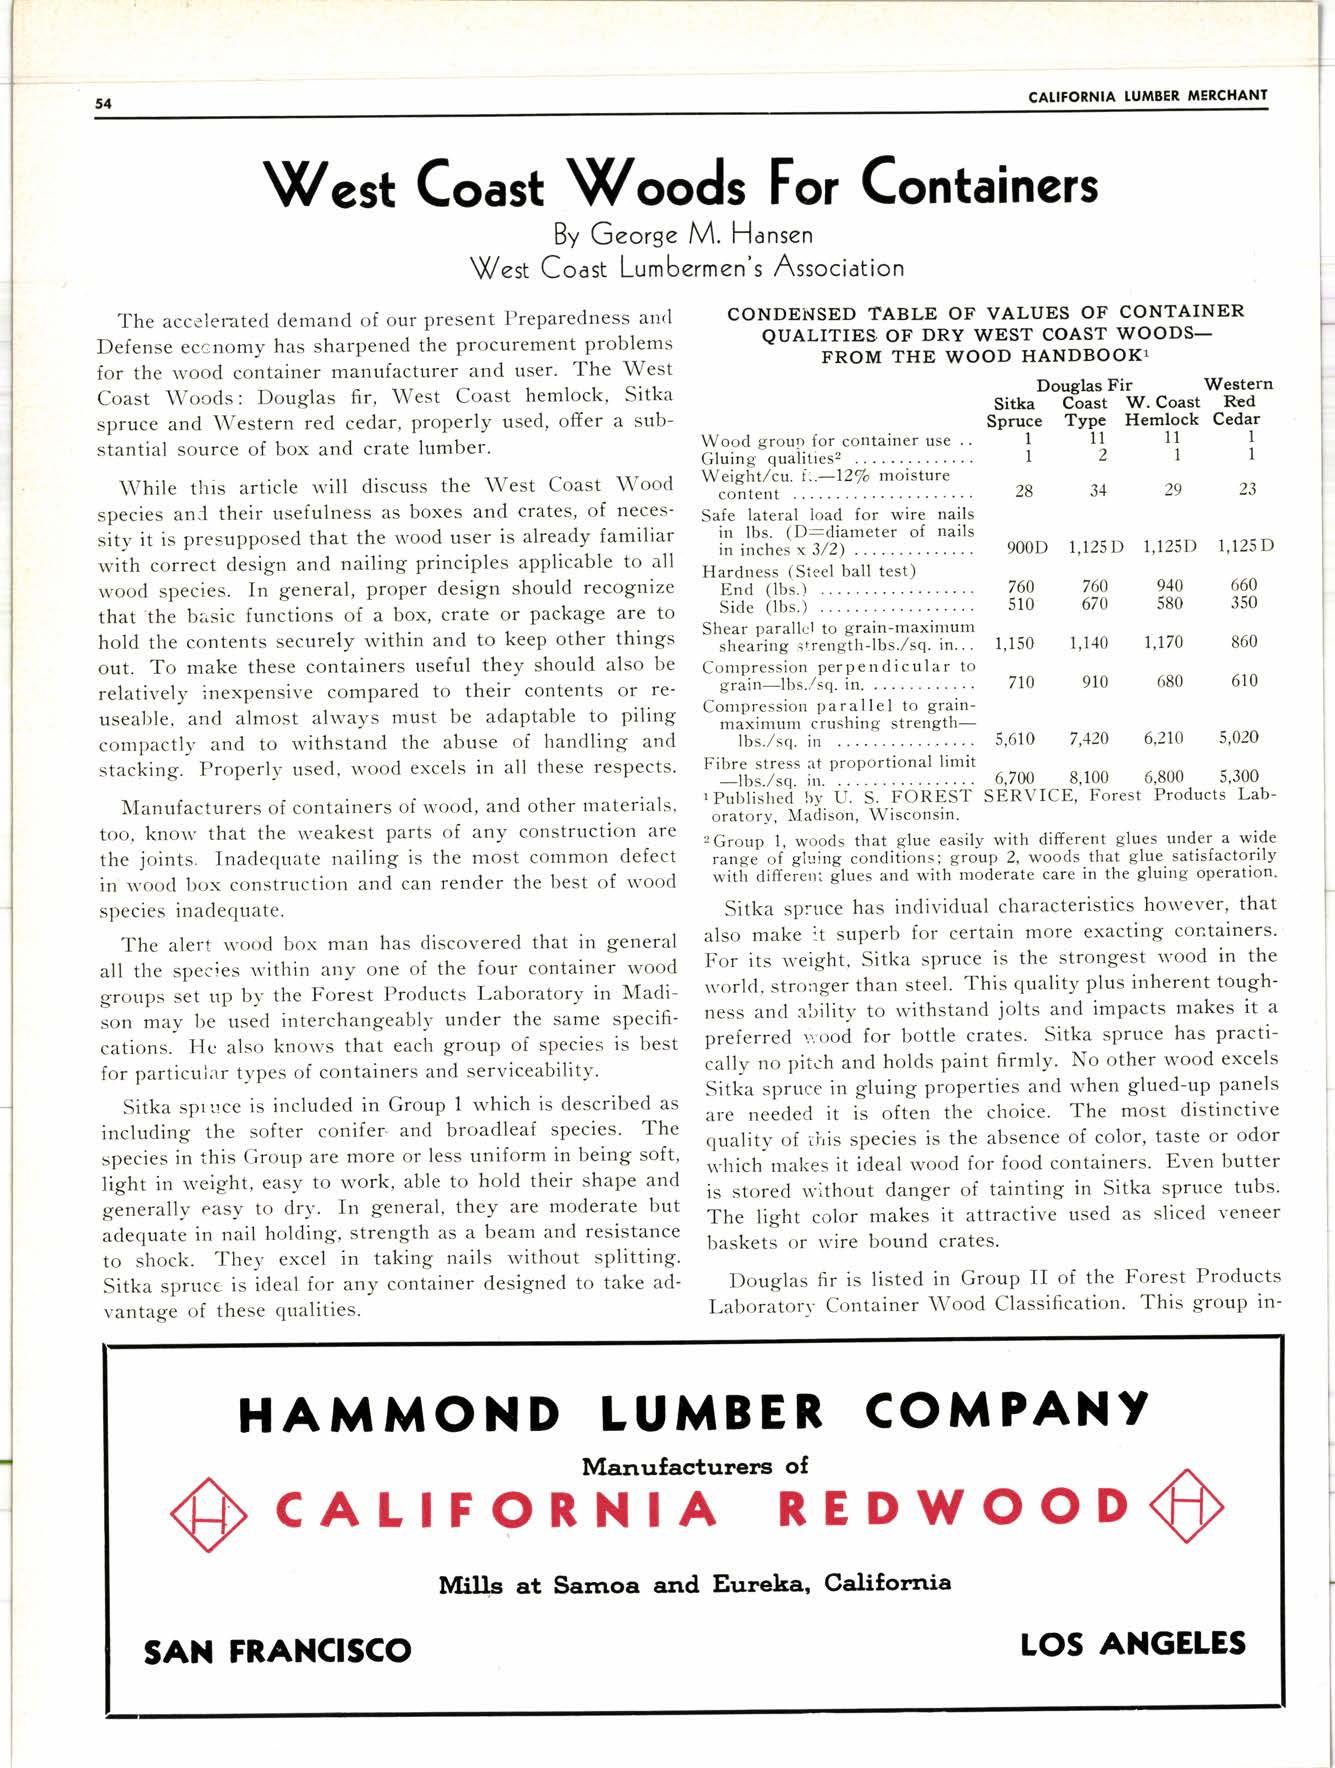 54
CALIFORNIA LUMBER MERCHANT
West Coast Woods For Containers
By George M. Hansen
West Coast Lumbermen's Association
The accelerated demand of our present Preparedness and
Defense economy has sharpened the procurement problems
for the wood container manufacturer and user. The West
Coast Woods: Douglas fir, West Coast hemlock, Sitka
spruce and Western red cedar, properly used, offer a sub-
stantial source of box and crate lumber.
While this article will discuss the West Coast Wood
species and their usefulness as boxes and crates, of neces-
sity it is presupposed that the wood user is already familiar
with correct design and nailing principles applicable to all
wood species. In general, proper design should recognize
that the basic functions of a box, crate or package are to
hold the contents securely within and to keep other things
out. To make these containers useful they should also be
relatively inexpensive compared to their contents or re-
useable, and almost always must be adaptable to piling
compactly and to withstand the abuse of handling and
stacking. Properly used, wood excels in all these respects.
Manufacturers of containers of wood, and other materials,
too, know that the weakest parts of any construction are
the joints. Inadequate nailing is the most common defect
in wood box construction and can render the best of wood
species inadequate.
The alert wood box man has discovered that in general
all the species within any one of the four container wood
groups set up by the Forest Products Laboratory in Madi-
son may be used interchangeably under the same specifi-
cations. He also knows that each group of species is best
for particular types of containers and serviceability.
Sitka spruce is included in Group 1 which is described as
including the softer conifer and broadleaf species. The
species in this Group are more or less uniform in being soft,
light in weight, easy to work, able to hold their shape and
generally easy to dry. In general, they are moderate but
adequate in nail holding, strength as a beam and resistance
to shock. They excel in taking nails without splitting.
Sitka spruce is ideal for any container designed to take ad-
vantage of these qualities.
CONDENSED TABLE OF VALUES OF CONTAINER
QUALITIES OF DRY WEST COAST WOODS—
FROM THE WOOD HANDBOOK¹
Douglas Fir Western
Sitka Coast W. Coast Red
Spruce Type Hemlock Cedar
Wood group for container use .. 1 11 11 1
Gluing qualities² .............. 1 2 1 1
Weight/cu. f..—12% moisture
content ..................... 28 34 29 23
Safe lateral load for wire nails
in lbs. (D=diameter of nails
in inches x 3/2) .............. 900D 1,125D 1,125D 1,125D
Hardness (Steel ball test)
End (lbs.) .................. 760 760 940 660
Side (lbs.) .................. 510 670 580 350
Shear parallel to grain-maximum
shearing strength-lbs./sq. in... 1,150 1,140 1,170 860
Compression perpendicular to
grain—lbs./sq. in. ............ 710 910 680 610
Compression parallel to grain-
maximum crushing strength—
lbs./sq. in ................ 5,610 7,420 6,210 5,020
Fibre stress at proportional limit
—lbs./sq. in. ................ 6,700 8,100 6,800 5,300
¹Published by U. S. FOREST SERVICE, Forest Products Lab-
oratory, Madison, Wisconsin.
²Group 1, woods that glue easily with different glues under a wide
range of gluing conditions; group 2, woods that glue satisfactorily
with different glues and with moderate care in the gluing operation.
Sitka spruce has individual characteristics however, that
also make it superb for certain more exacting containers.
For its weight, Sitka spruce is the strongest wood in the
world, stronger than steel. This quality plus inherent tough-
ness and ability to withstand jolts and impacts makes it a
preferred wood for bottle crates. Sitka spruce has practi-
cally no pitch and holds paint firmly. No other wood excels
Sitka spruce in gluing properties and when glued-up panels
are needed it is often the choice. The most distinctive
quality of this species is the absence of color, taste or odor
which makes it ideal wood for food containers. Even butter
is stored without danger of tainting in Sitka spruce tubs.
The light color makes it attractive used as sliced veneer
baskets or wire bound crates.
Douglas fir is listed in Group II of the Forest Products
Laboratory Container Wood Classification. This group in-
HAMMOND LUMBER COMPANY
Manufacturers of
H CALIFORNIA REDWOOD H
Mills at Samoa and Eureka, California
SAN FRANCISCO
LOS ANGELES